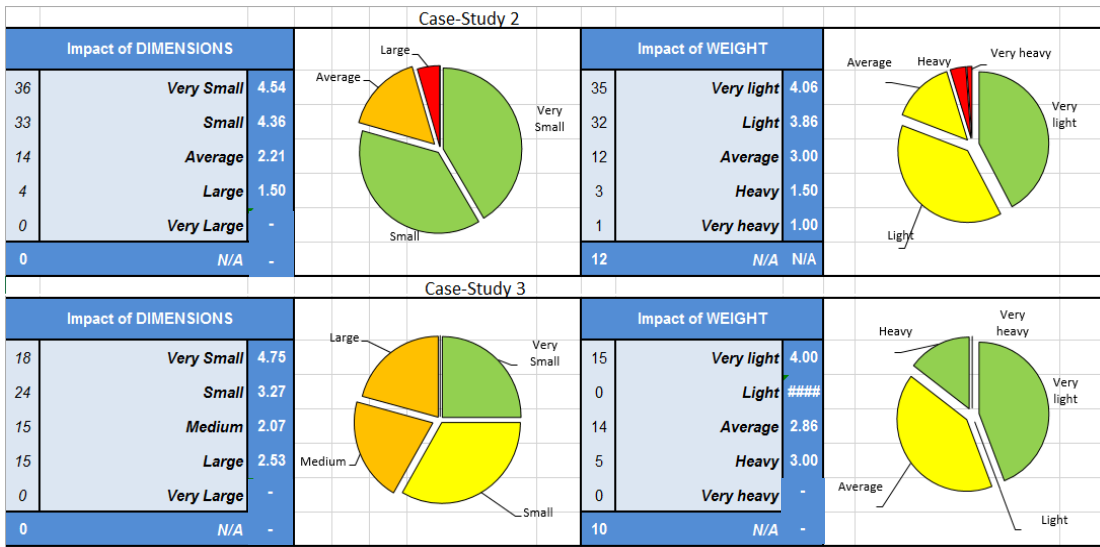 Case-Study 2
Impact of DIMENSIONS
36 Very Small 4.54
33 Small 4.36
14 Average 2.21
4 Large 1.50
0 Very Large -
0 N/A -
Large
Average
Very
Small
Small
Impact of WEIGHT
35 Very light 4.06
32 Light 3.86
12 Average 3.00
3 Heavy 1.50
1 Very heavy 1.00
12 N/A N/A
Average
Heavy
Very heavy
Very
light
Light
Case-Study 3
Impact of DIMENSIONS
18 Very Small 4.75
24 Small 3.27
15 Medium 2.07
15 Large 2.53
0 Very Large -
0 N/A -
Large
Very
Small
Medium
Small
Impact of WEIGHT
15 Very light 4.00
0 Light ####
14 Average 2.86
5 Heavy 3.00
0 Very heavy -
10 N/A -
Heavy
Very
heavy
Very
light
Average
Light